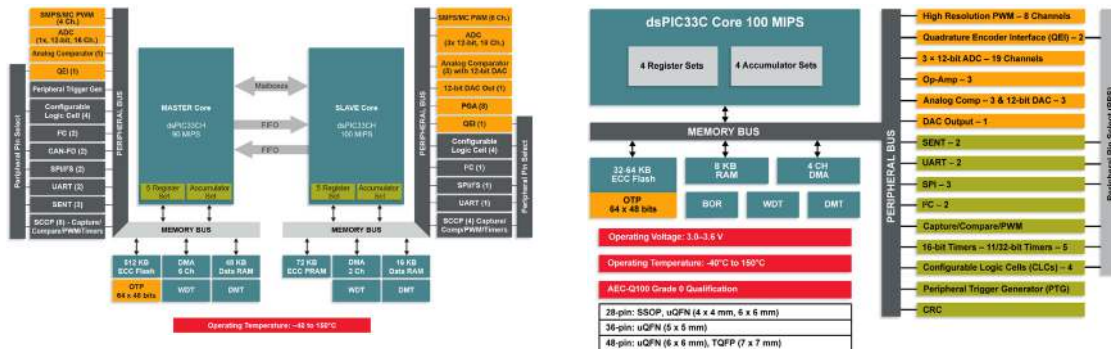 SMPS/MC PWM
(4 Ch.)
ADC
(1x, 12-bit, 16 Ch.)
Analog Comparator (1)
QEI (1)
Peripheral Trigger Gen
Configurable
Logic Cell (4)
I²C (2)
CAN-FD (2)
SPI/I²S (2)
UART (2)
SENT (2)
SCCP (8) - Capture/
Compare/PWM/Timers
Peripheral Pin Select
PERIPHERAL BUS
MASTER Core
dsPIC33CH
90 MIPS
5 Register
Set
Accumulator
Set
Mailboxes
FIFO
FIFO
SLAVE Core
dsPIC33CH
100 MIPS
5 Register
Set
Accumulator
Set
MEMORY BUS
MEMORY BUS
512 KB
ECC Flash
DMA
6 Ch
48 KB
Data RAM
OTP
64 x 48 bits
WDT
DMT
72 KB
ECC PRAM
DMA
2 Ch
16 KB
Data RAM
WDT
DMT
PERIPHERAL BUS
SMPS/MC PWM (8 Ch.)
ADC
(3x 12-bit, 18 Ch.)
Analog Comparator
(3) with 12-bit DAC
12-bit DAC Out (1)
PGA (3)
QEI (1)
Configurable
Logic Cell (4)
I²C (1)
SPI/I²S (1)
UART (1)
SCCP (4) Capture/
Comp/PWM/Timers
Peripheral Pin Select
Operating Temperature: –40 to 150°C
dsPIC33C Core 100 MIPS
4 Register Sets
4 Accumulator Sets
MEMORY BUS
32-64 KB
ECC Flash
OTP
64 x 48 bits
8 KB
RAM
4 CH
DMA
BOR
WDT
DMT
Operating Voltage: 3.0–3.6 V
Operating Temperature: -40°C to 150°C
AEC-Q100 Grade 0 Qualification
28-pin: SSOP, uQFN (4 x 4 mm, 6 x 6 mm)
36-pin: uQFN (5 x 5 mm)
48-pin: uQFN (6 x 6 mm), TQFP (7 x 7 mm)
PERIPHERAL BUS
High Resolution PWM – 8 Channels
Quadrature Encoder Interface (QEI) – 2
3 × 12-bit ADC – 19 Channels
Op-Amp – 3
Analog Comp – 3 & 12-bit DAC – 3
DAC Output – 1
SENT – 2
UART – 2
SPI – 3
I²C – 2
Capture/Compare/PWM
16-bit Timers – 11/32-bit Timers – 5
Configurable Logic Cells (CLCs) – 4
Peripheral Trigger Generator (PTG)
CRC
Peripheral Pin Select (PPS)